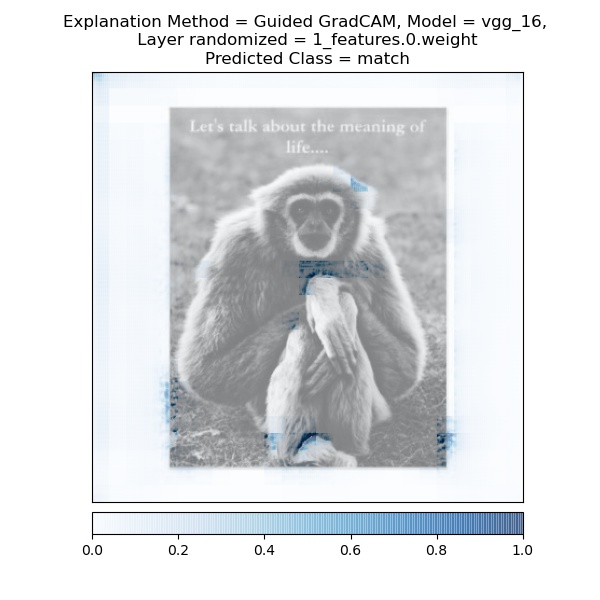 Explanation Method = Guided GradCAM, Model = vgg_16,
Layer randomized = 1_features.0.weight
Predicted Class = match
Let's talk about the meaning of
life....
0.0 0.2 0.4 0.6 0.8 1.0